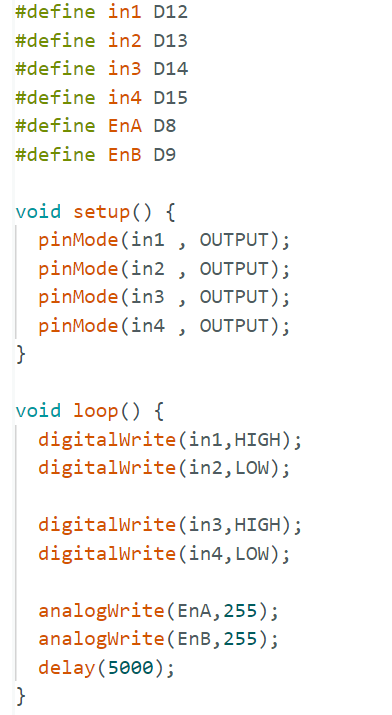 #define in1 D12
#define in2 D13
#define in3 D14
#define in4 D15
#define EnA D8
#define EnB D9

void setup() {
  pinMode(in1 , OUTPUT);
  pinMode(in2 , OUTPUT);
  pinMode(in3 , OUTPUT);
  pinMode(in4 , OUTPUT);
}

void loop() {
  digitalWrite(in1,HIGH);
  digitalWrite(in2,LOW);

  digitalWrite(in3,HIGH);
  digitalWrite(in4,LOW);

  analogWrite(EnA,255);
  analogWrite(EnB,255);
  delay(5000);
}